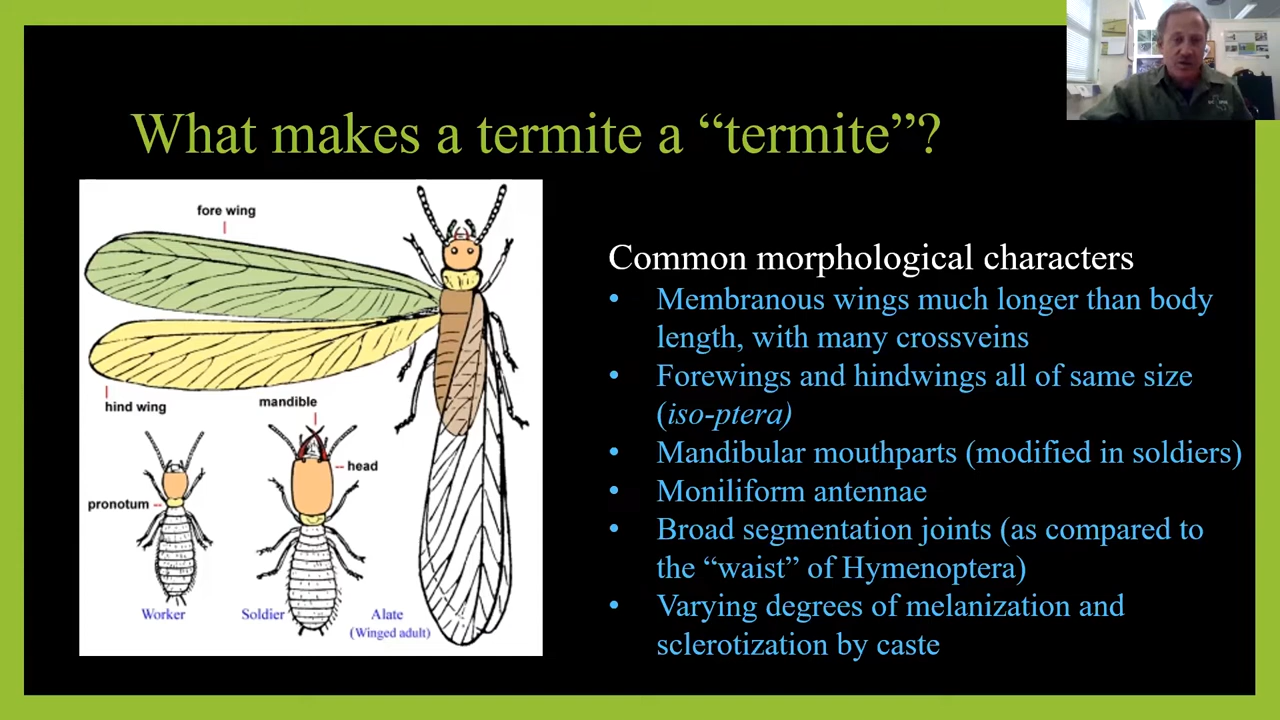 What makes a termite a “termite”?
fore wing
hind wing
mandible
head
pronotum
Worker
Soldier
Alate
(Winged adult)
Common morphological characters
• Membranous wings much longer than body
length, with many crossveins
• Forewings and hindwings all of same size
(iso-ptera)
• Mandibular mouthparts (modified in soldiers)
• Moniliform antennae
• Broad segmentation joints (as compared to
the “waist” of Hymenoptera)
• Varying degrees of melanization and
sclerotization by caste